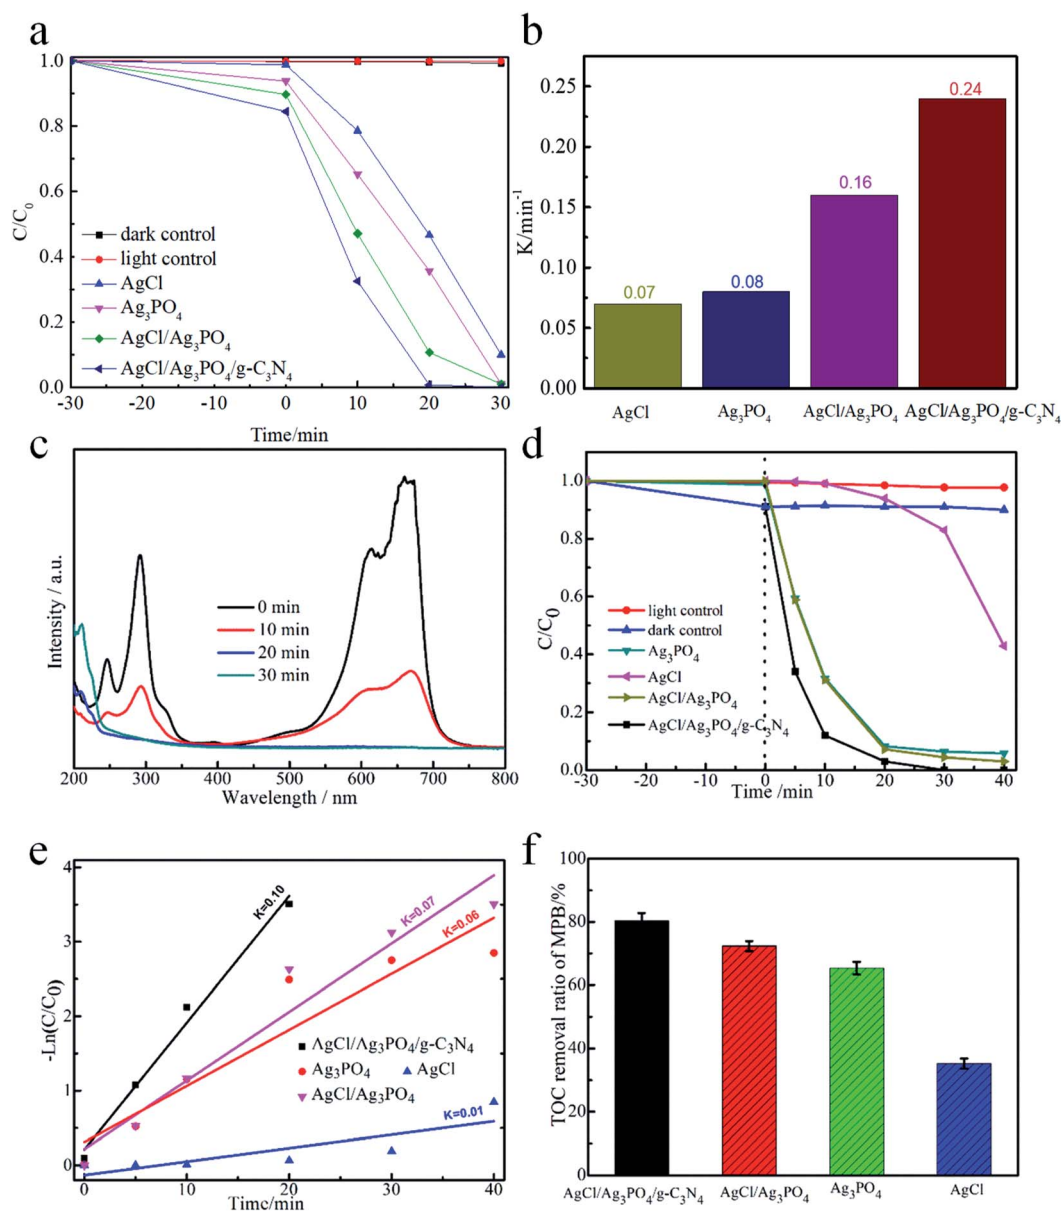 a
1.0
0.8
0.6
0.4
0.2
0.0
C/C₀
dark control
light control
AgCl
Ag₃PO₄
AgCl/Ag₃PO₄
AgCl/Ag₃PO₄/g-C₃N₄
-30 -20 -10 0 10 20 30
Time/min
b
0.25
0.20
0.15
0.10
0.05
0.00
K/min⁻¹
0.07
0.08
0.16
0.24
AgCl Ag₃PO₄ AgCl/Ag₃PO₄ AgCl/Ag₃PO₄/g-C₃N₄
c
Intensity / a.u.
0 min
10 min
20 min
30 min
200 300 400 500 600 700 800
Wavelength / nm
d
1.0
0.8
0.6
0.4
0.2
0.0
C/C₀
light control
dark control
Ag₃PO₄
AgCl
AgCl/Ag₃PO₄
AgCl/Ag₃PO₄/g-C₃N₄
-30 -20 -10 0 10 20 30 40
Time /min
e
4
3
2
1
0
-Ln(C/C₀)
K=0.10
K=0.07
K=0.06
K=0.01
AgCl/Ag₃PO₄/g-C₃N₄
Ag₃PO₄ AgCl
AgCl/Ag₃PO₄
0 10 20 30 40
Time/min
f
100
80
60
40
20
0
TOC removal ratio of MPB/%
AgCl/Ag₃PO₄/g-C₃N₄ AgCl/Ag₃PO₄ Ag₃PO₄ AgCl